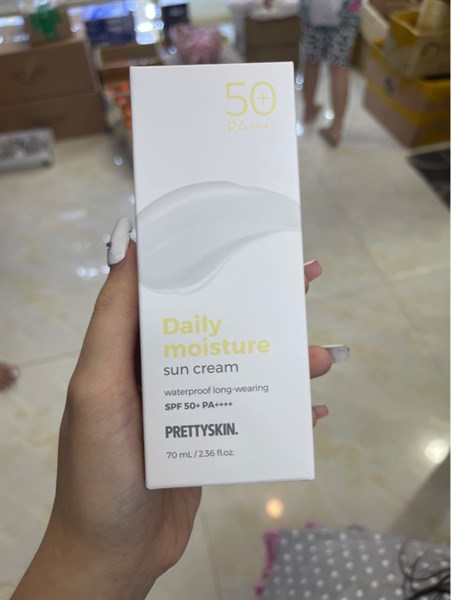 50+
PA++++
Daily
moisture
sun cream
waterproof long-wearing
SPF 50+ PA++++
PRETTYSKIN.
70 mL / 2.36 fl.oz.